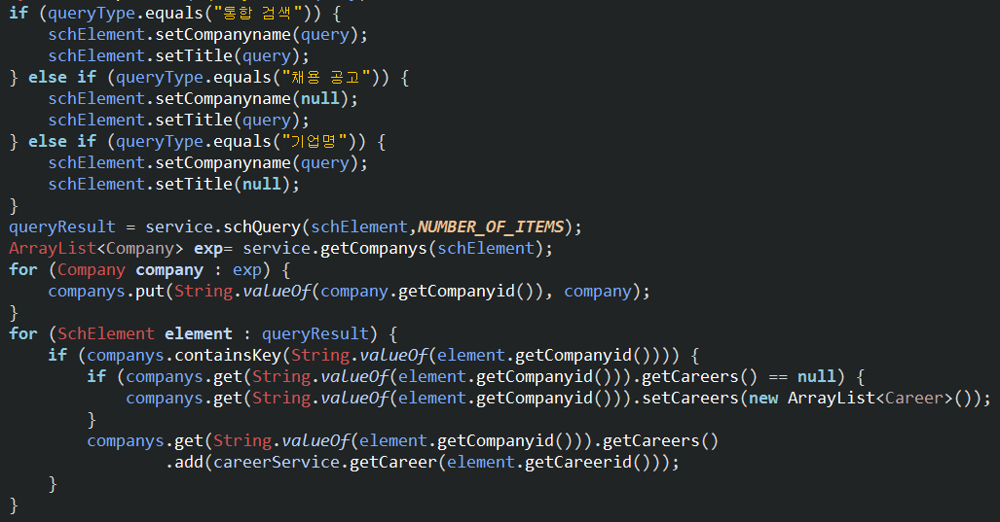 if (queryType.equals("통합 검색")) {
    schElement.setCompanyname(query);
    schElement.setTitle(query);
} else if (queryType.equals("채용 공고")) {
    schElement.setCompanyname(null);
    schElement.setTitle(query);
} else if (queryType.equals("기업명")) {
    schElement.setCompanyname(query);
    schElement.setTitle(null);
}
queryResult = service.schQuery(schElement,NUMBER_OF_ITEMS);
ArrayList<Company> exp= service.getCompanys(schElement);
for (Company company : exp) {
    companys.put(String.valueOf(company.getCompanyid()), company);
}
for (SchElement element : queryResult) {
    if (companys.containsKey(String.valueOf(element.getCompanyid()))) {
        if (companys.get(String.valueOf(element.getCompanyid())).getCareers() == null) {
            companys.get(String.valueOf(element.getCompanyid())).setCareers(new ArrayList<Career>());
        }
        companys.get(String.valueOf(element.getCompanyid())).getCareers()
                .add(careerService.getCareer(element.getCareerid()));
    }
}